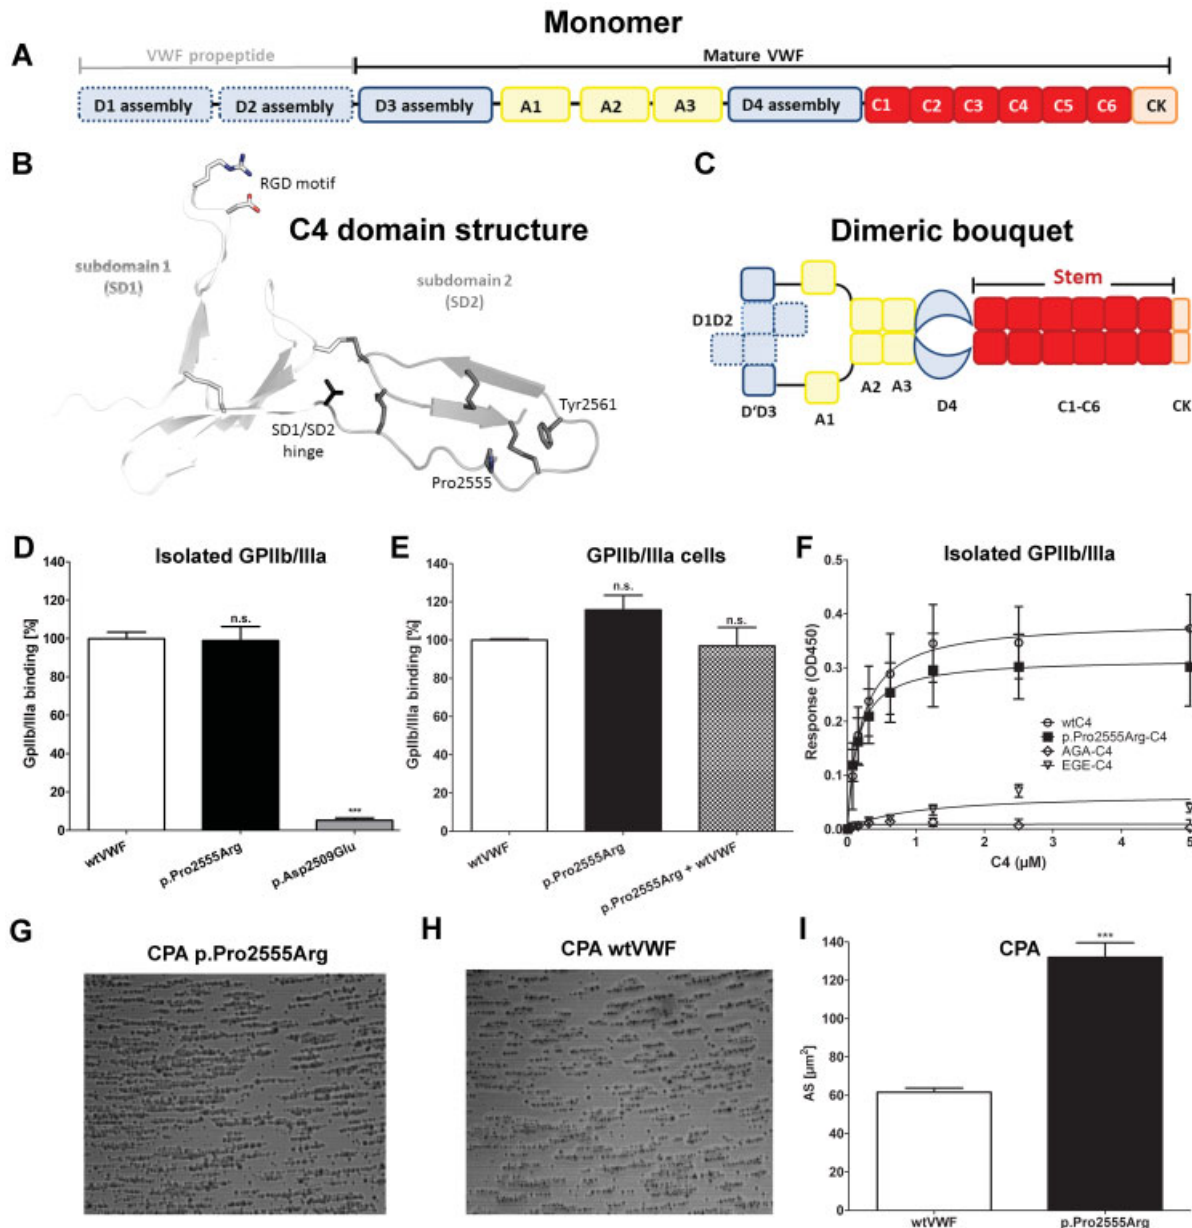 Monomer
A
VWF propeptide
Mature VWF
D1 assembly
D2 assembly
D3 assembly
A1
A2
A3
D4 assembly
C1
C2
C3
C4
C5
C6
CK
B
RGD motif
C4 domain structure
subdomain 1
(SD1)
subdomain 2
(SD2)
SD1/SD2
hinge
Tyr2561
Pro2555
C
Dimeric bouquet
Stem
D1D2
D'D3
A1
A2
A3
D4
C1-C6
CK
D
Isolated GPIIb/IIIa
GpIIb/IIIa binding [%]
140
120
100
80
60
40
20
0
n.s.
***
wtVWF
p.Pro2555Arg
p.Asp2509Glu
E
GPIIb/IIIa cells
GpIIb/IIIa binding [%]
140
120
100
80
60
40
20
0
n.s.
n.s.
wtVWF
p.Pro2555Arg
p.Pro2555Arg + wtVWF
F
Isolated GPIIb/IIIa
Response (OD450)
0.5
0.4
0.3
0.2
0.1
0.0
wtC4
p.Pro2555Arg-C4
AGA-C4
EGE-C4
0
1
2
3
4
5
C4 (µM)
G
CPA p.Pro2555Arg
H
CPA wtVWF
I
CPA
AS [µm²]
140
120
100
80
60
40
20
0
***
wtVWF
p.Pro2555Arg